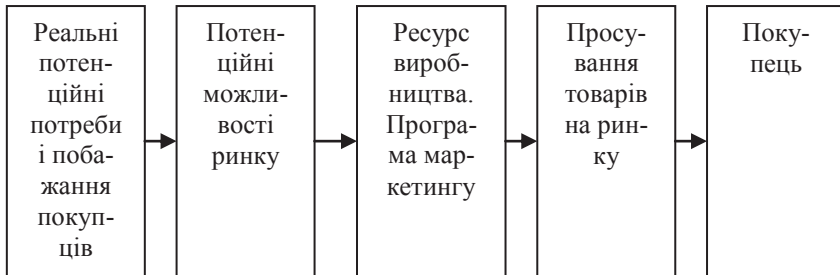 Реальні
потен-
ційні
потреби
і поба-
жання
покуп-
ців
Потен-
ційні
можли-
вості
ринку
Ресурс
вироб-
ництва.
Програ-
ма мар-
кетингу
Просу-
вання
товарів
на рин-
ку
Поку-
пець